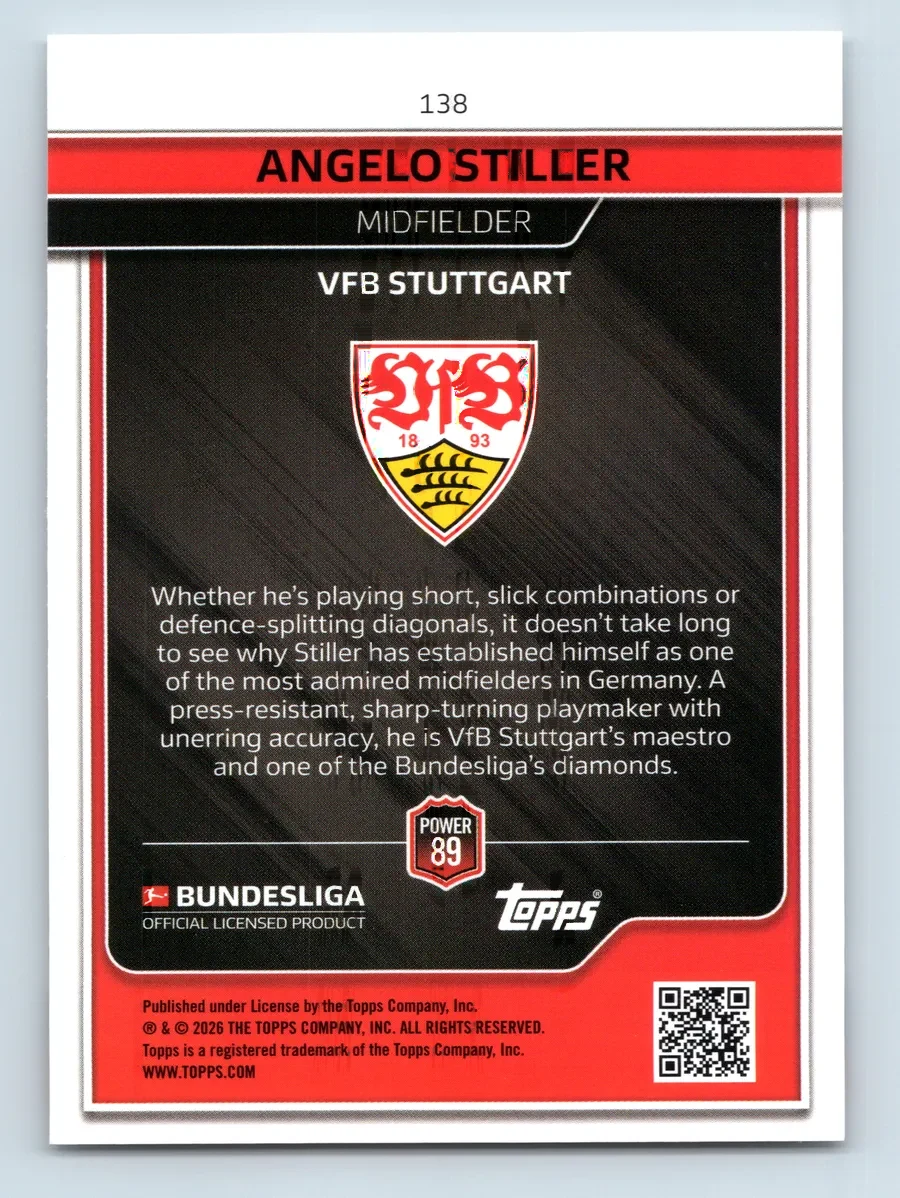 138
ANGELO STILLER
MIDFIELDER
VFB STUTTGART
VfB
18 93
Whether he's playing short, slick combinations or
defence-splitting diagonals, it doesn't take long
to see why Stiller has established himself as one
of the most admired midfielders in Germany. A
press-resistant, sharp-turning playmaker with
unerring accuracy, he is VfB Stuttgart's maestro
and one of the Bundesliga's diamonds.
POWER
89
BUNDESLIGA
OFFICIAL LICENSED PRODUCT
topps®
Published under License by the Topps Company, Inc.
® & © 2026 THE TOPPS COMPANY, INC. ALL RIGHTS RESERVED.
Topps is a registered trademark of the Topps Company, Inc.
WWW.TOPPS.COM